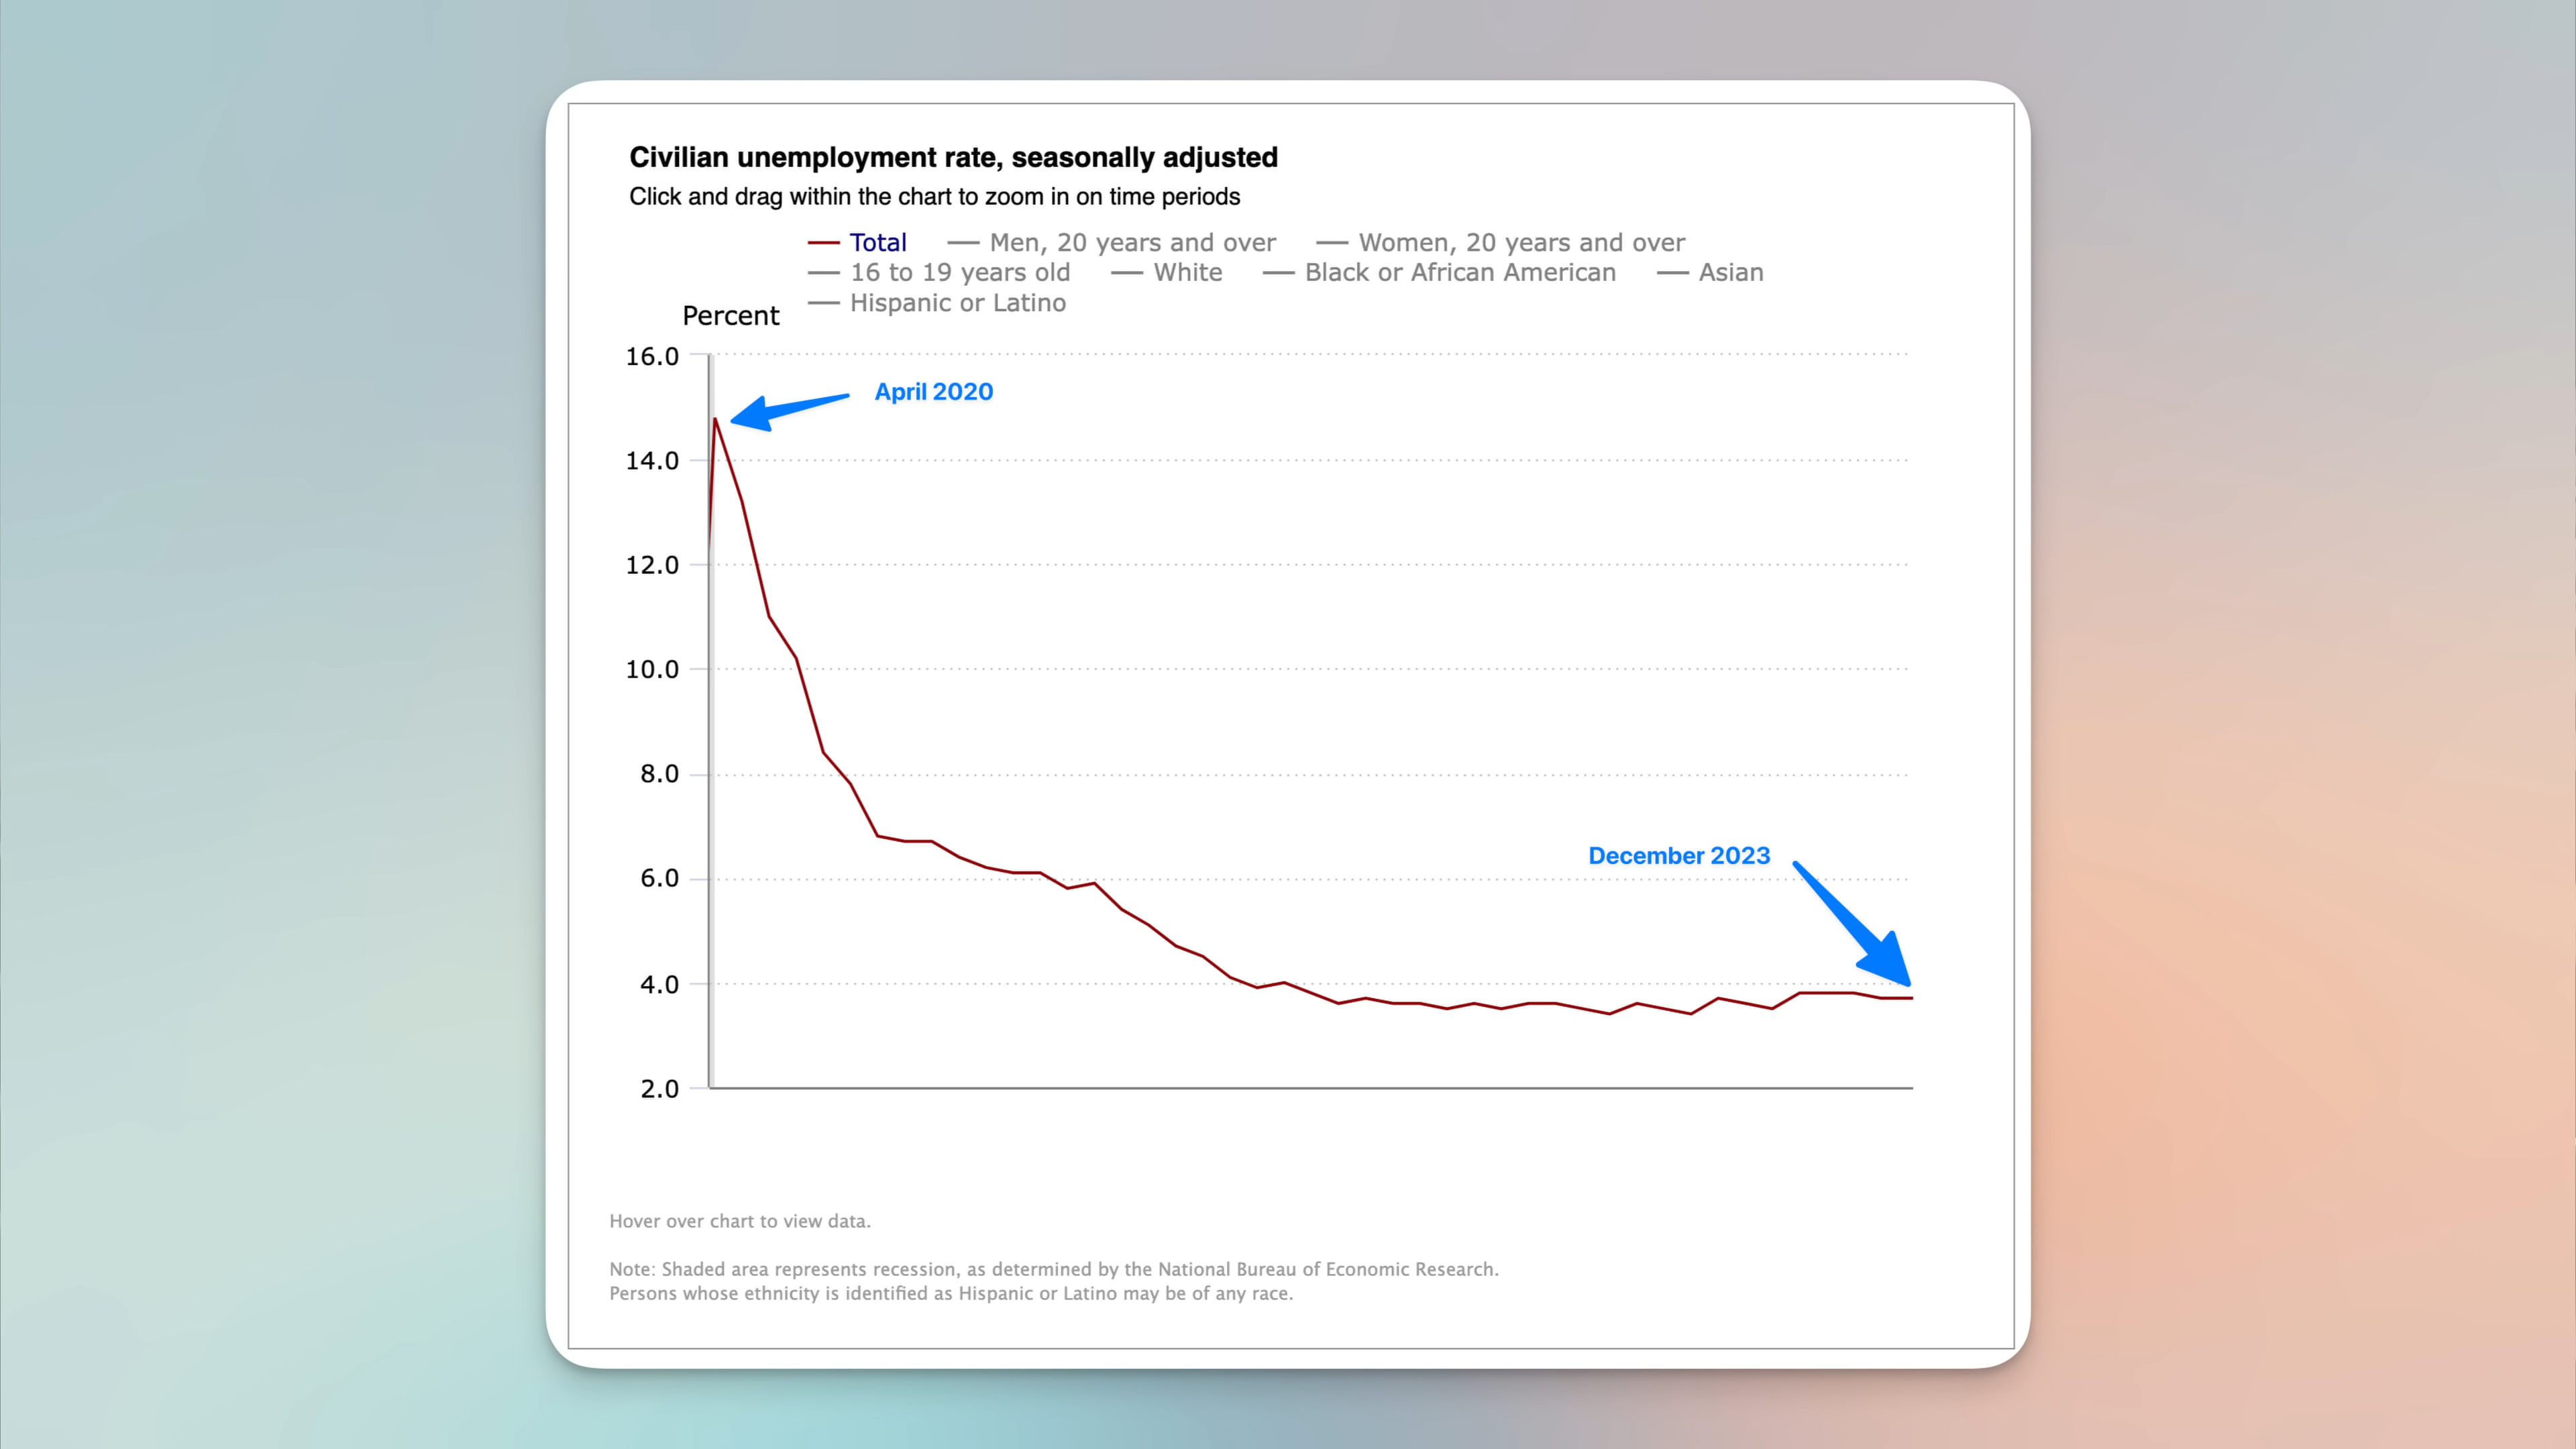 Civilian unemployment rate, seasonally adjusted
Click and drag within the chart to zoom in on time periods
Total Men, 20 years and over Women, 20 years and over
16 to 19 years old White Black or African American Asian
Hispanic or Latino
Percent
16.0
April 2020
14.0
12.0
10.0
8.0
December 2023
6.0
4.0
2.0
Hover over chart to view data.
Note: Shaded area represents recession, as determined by the National Bureau of Economic Research.
Persons whose ethnicity is identified as Hispanic or Latino may be of any race.